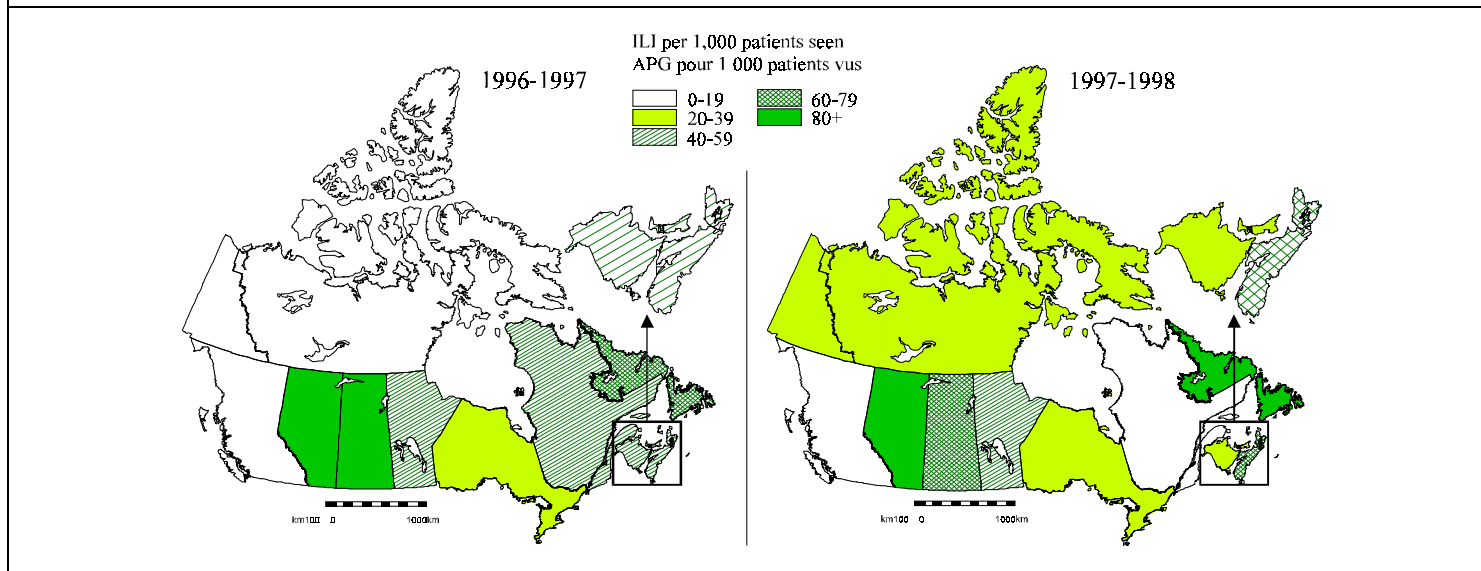 ILI per 1,000 patients seen
APG pour 1 000 patients vus
1996-1997
1997-1998
0-19
20-39
40-59
60-79
80+
km100 0 1000km
km100 0 1000km